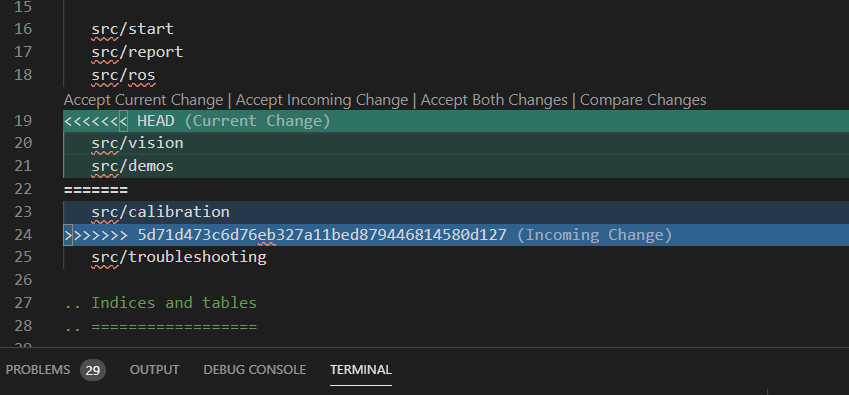 15
16 src/start
17 src/report
18 src/ros
Accept Current Change | Accept Incoming Change | Accept Both Changes | Compare Changes
19 <<<<<<< HEAD (Current Change)
20 src/vision
21 src/demos
22 =======
23 src/calibration
24 >>>>>>> 5d71d473c6d76eb327a11bed879446814580d127 (Incoming Change)
25 src/troubleshooting
26
27 .. Indices and tables
28 .. ==================
PROBLEMS 29 OUTPUT DEBUG CONSOLE TERMINAL